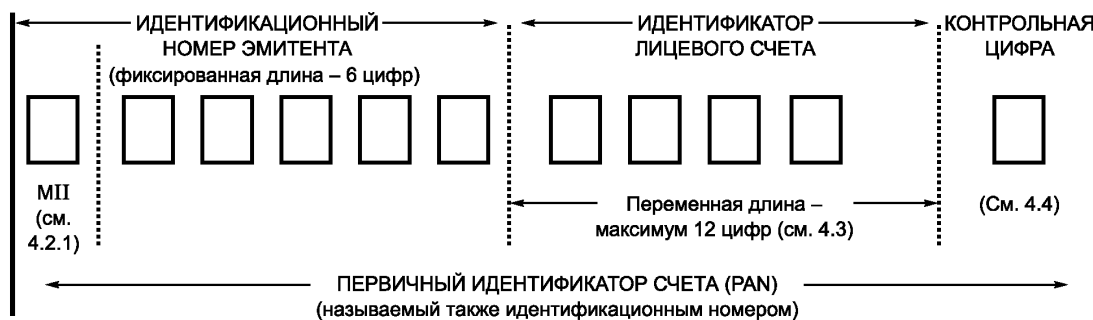 ИДЕНТИФИКАЦИОННЫЙ
НОМЕР ЭМИТЕНТА
(фиксированная длина – 6 цифр)
ИДЕНТИФИКАТОР
ЛИЦЕВОГО СЧЕТА
КОНТРОЛЬНАЯ
ЦИФРА
MII
(см.
4.2.1)
Переменная длина –
максимум 12 цифр (см. 4.3)
(См. 4.4)
ПЕРВИЧНЫЙ ИДЕНТИФИКАТОР СЧЕТА (PAN)
(называемый также идентификационным номером)